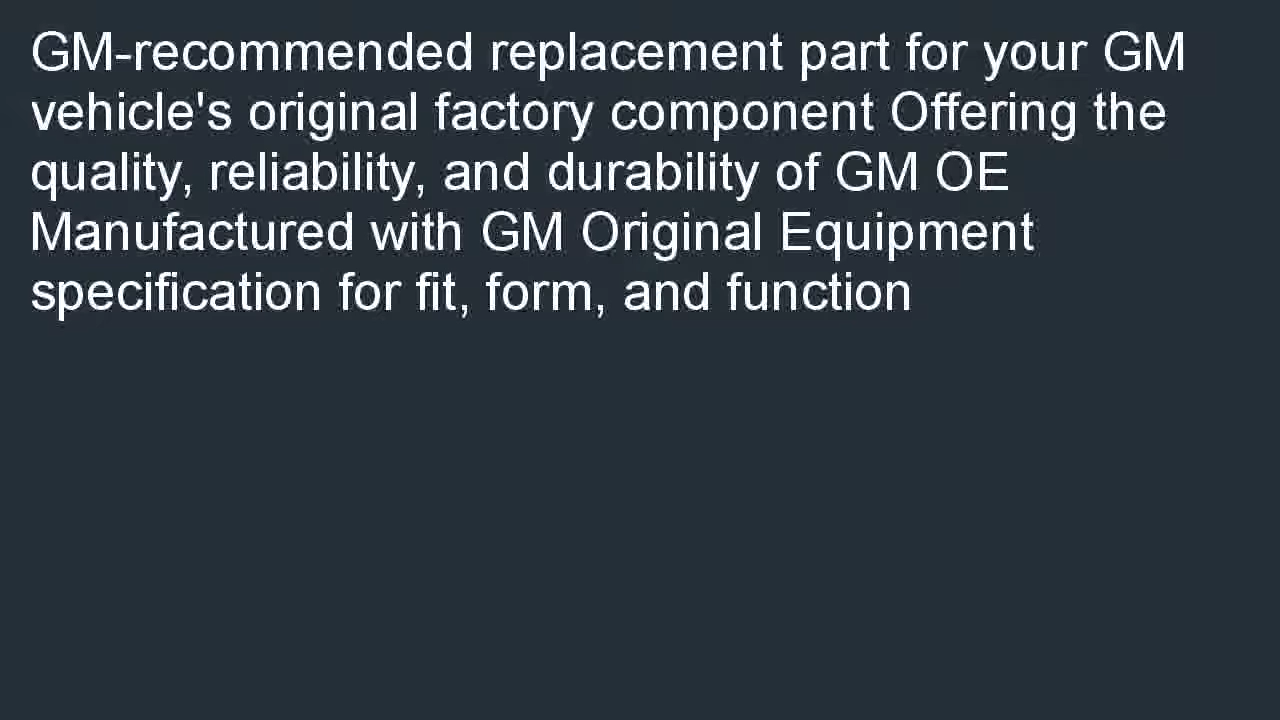 GM-recommended replacement part for your GM
vehicle's original factory component Offering the
quality, reliability, and durability of GM OE
Manufactured with GM Original Equipment
specification for fit, form, and function